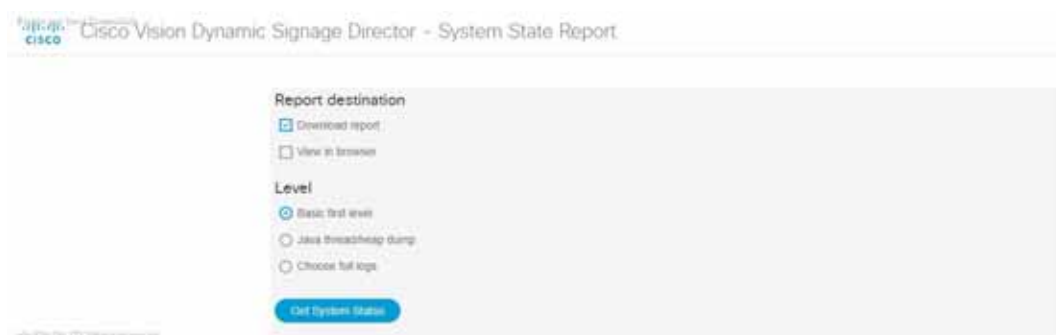 CISCO
Cisco Vision Dynamic Signage Director - System State Report
Report destination
Download report
View in browser
Level
Basic first level
Java thread/heap dump
Choose full logs
Get System Status